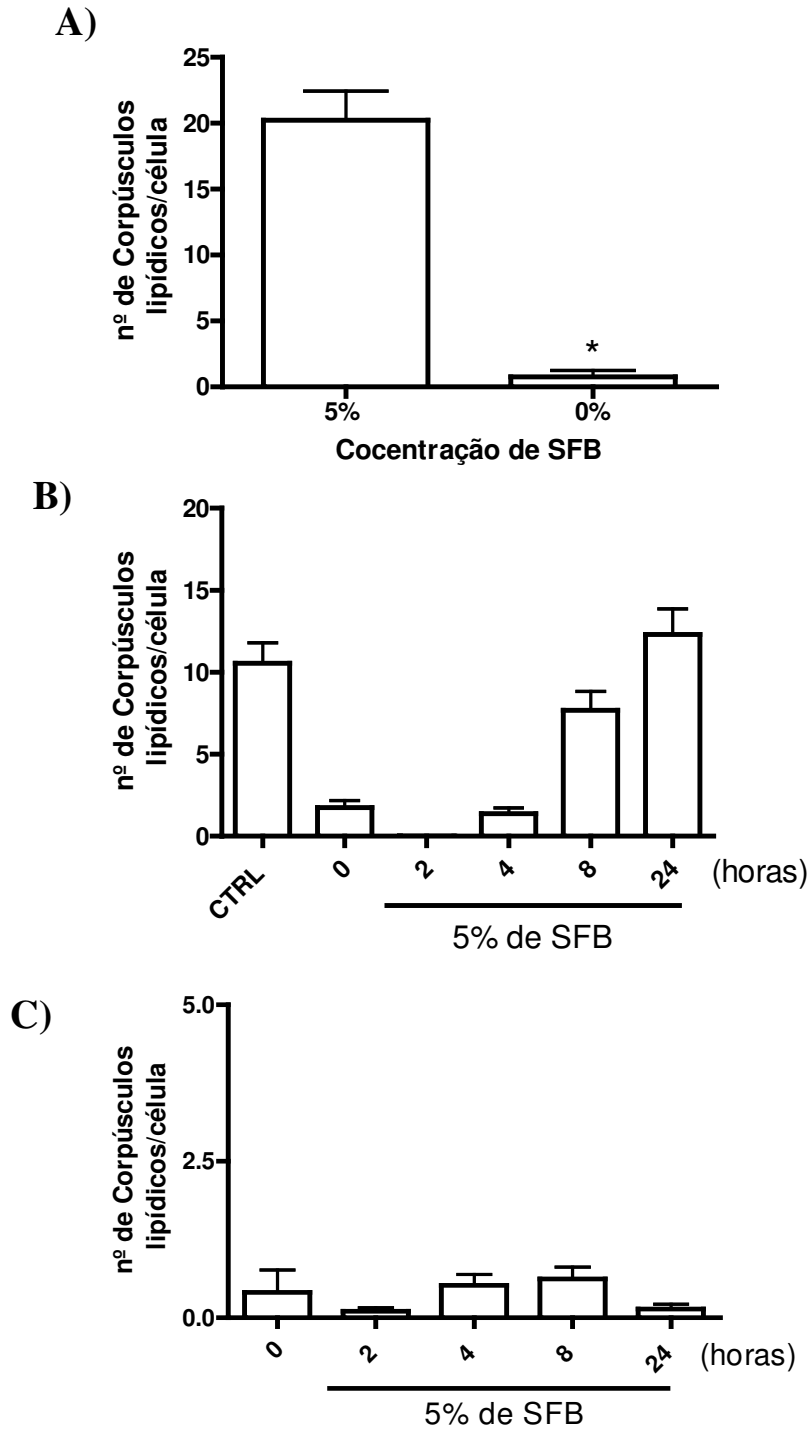 A)
nº de Corpúsculos
lipídicos/célula
25
20
15
10
5
0
*
5%
0%
Cocentração de SFB
B)
nº de Corpúsculos
lipídicos/célula
20
15
10
5
0
CTRL
0
2
4
8
24
(horas)
5% de SFB
C)
nº de Corpúsculos
lipídicos/célula
5.0
2.5
0.0
0
2
4
8
24
(horas)
5% de SFB